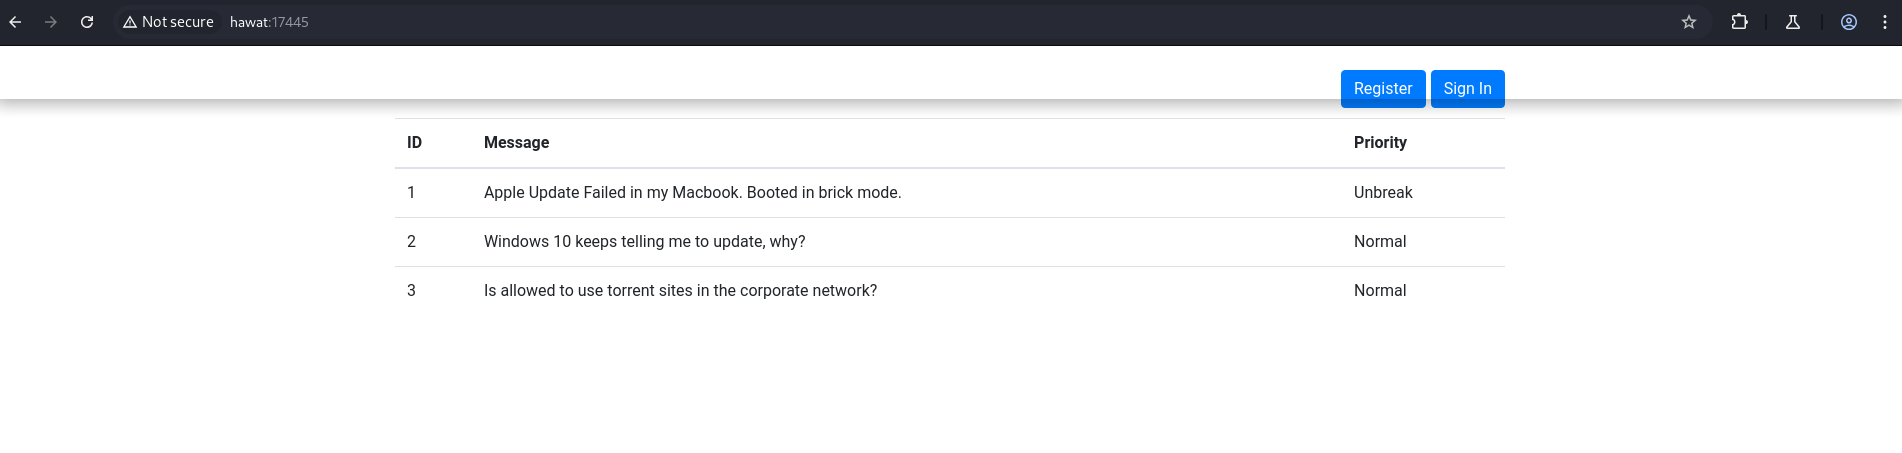 Not secure hawat:17445
Register Sign In
ID Message Priority
1 Apple Update Failed in my Macbook. Booted in brick mode. Unbreak
2 Windows 10 keeps telling me to update, why? Normal
3 Is allowed to use torrent sites in the corporate network? Normal